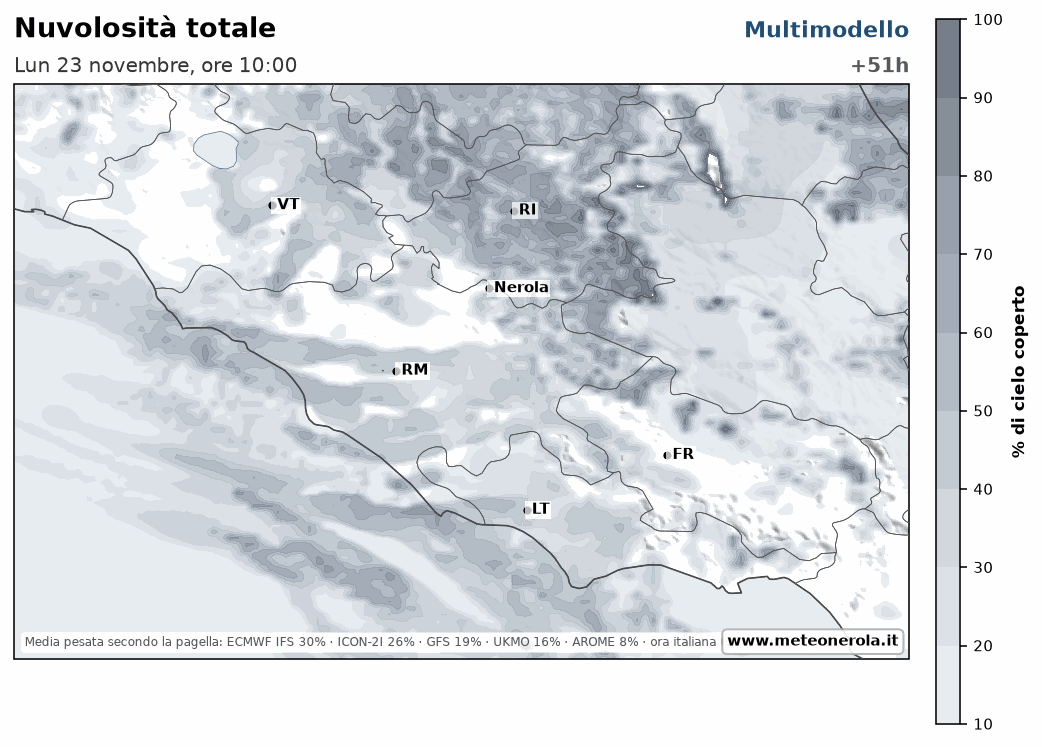 Nuvolosità totale
Multimodello
Lun 23 novembre, ore 10:00
+51h
VT
RI
Nerola
RM
FR
LT
Media pesata secondo la pagella: ECMWF IFS 30% · ICON-2I 26% · GFS 19% · UKMO 16% · AROME 8% · ora italiana
www.meteonerola.it
100
90
80
70
60
50
40
30
20
10
% di cielo coperto